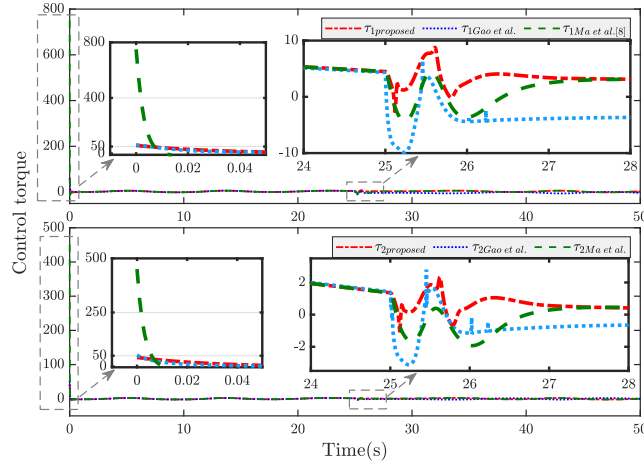 800
600
400
200
0
0 10 20 30 40 50
τ1proposed τ1Gao et al. τ1Ma et al.[8]
800
400
50
0
0 0.02 0.04
10
0
-10
24 25 26 27 28
Control torque
500
400
300
200
100
0
0 10 20 30 40 50
τ2proposed τ2Gao et al. τ2Ma et al.
500
250
50
0
0 0.02 0.04
2
0
-2
24 25 26 27 28
Time(s)